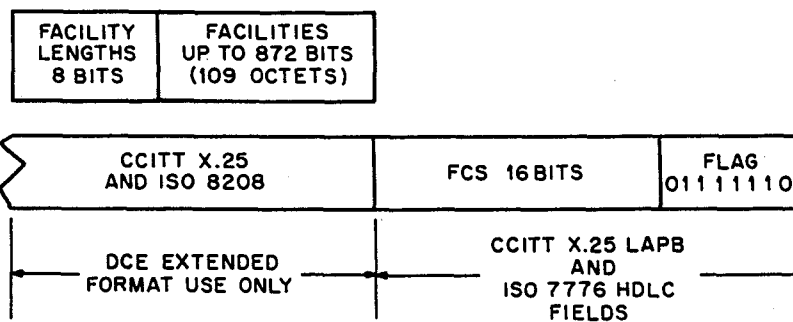 FACILITY
LENGTHS
8 BITS
FACILITIES
UP TO 872 BITS
(109 OCTETS)
CCITT X.25
AND ISO 8208
FCS 16 BITS
FLAG
01111110
DCE EXTENDED
FORMAT USE ONLY
CCITT X.25 LAPB
AND
ISO 7776 HDLC
FIELDS